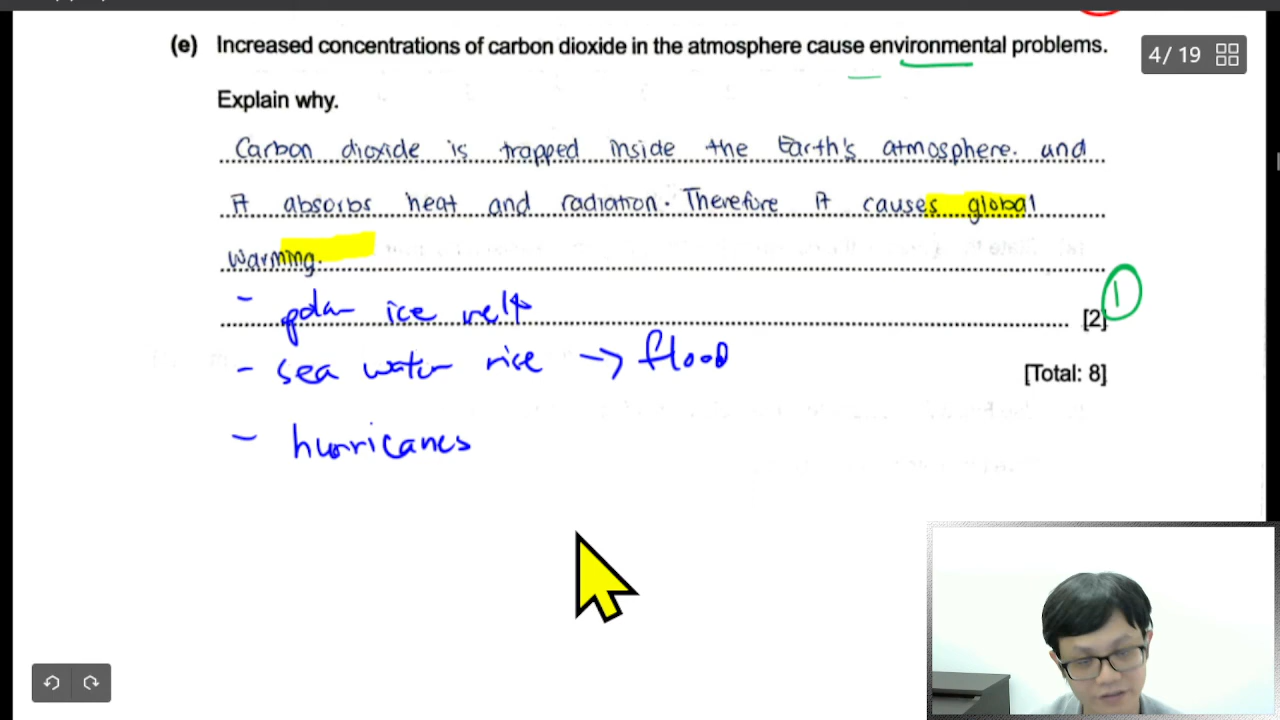 4 / 19
(e) Increased concentrations of carbon dioxide in the atmosphere cause environmental problems.
Explain why.
Carbon dioxide is trapped inside the Earth's atmosphere. and
It absorbs heat and radiation. Therefore it causes global
warming.
- polar ice melt
[2] 1
- sea water rise → flood
[Total: 8]
- hurricanes